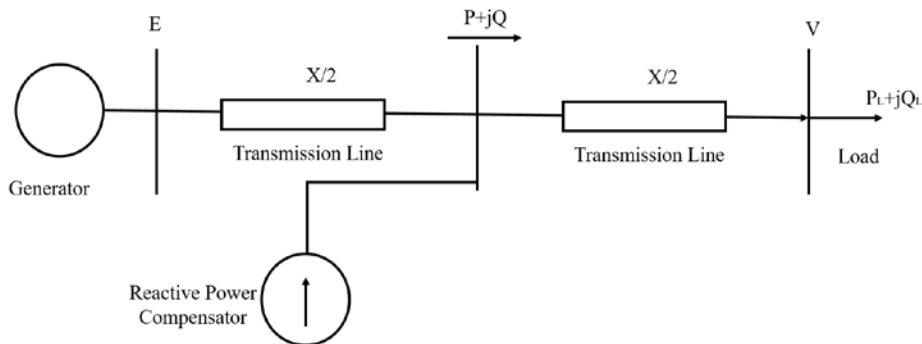 E
P+jQ
V
X/2
X/2
PL+jQL
Transmission Line
Transmission Line
Load
Generator
Reactive Power
Compensator